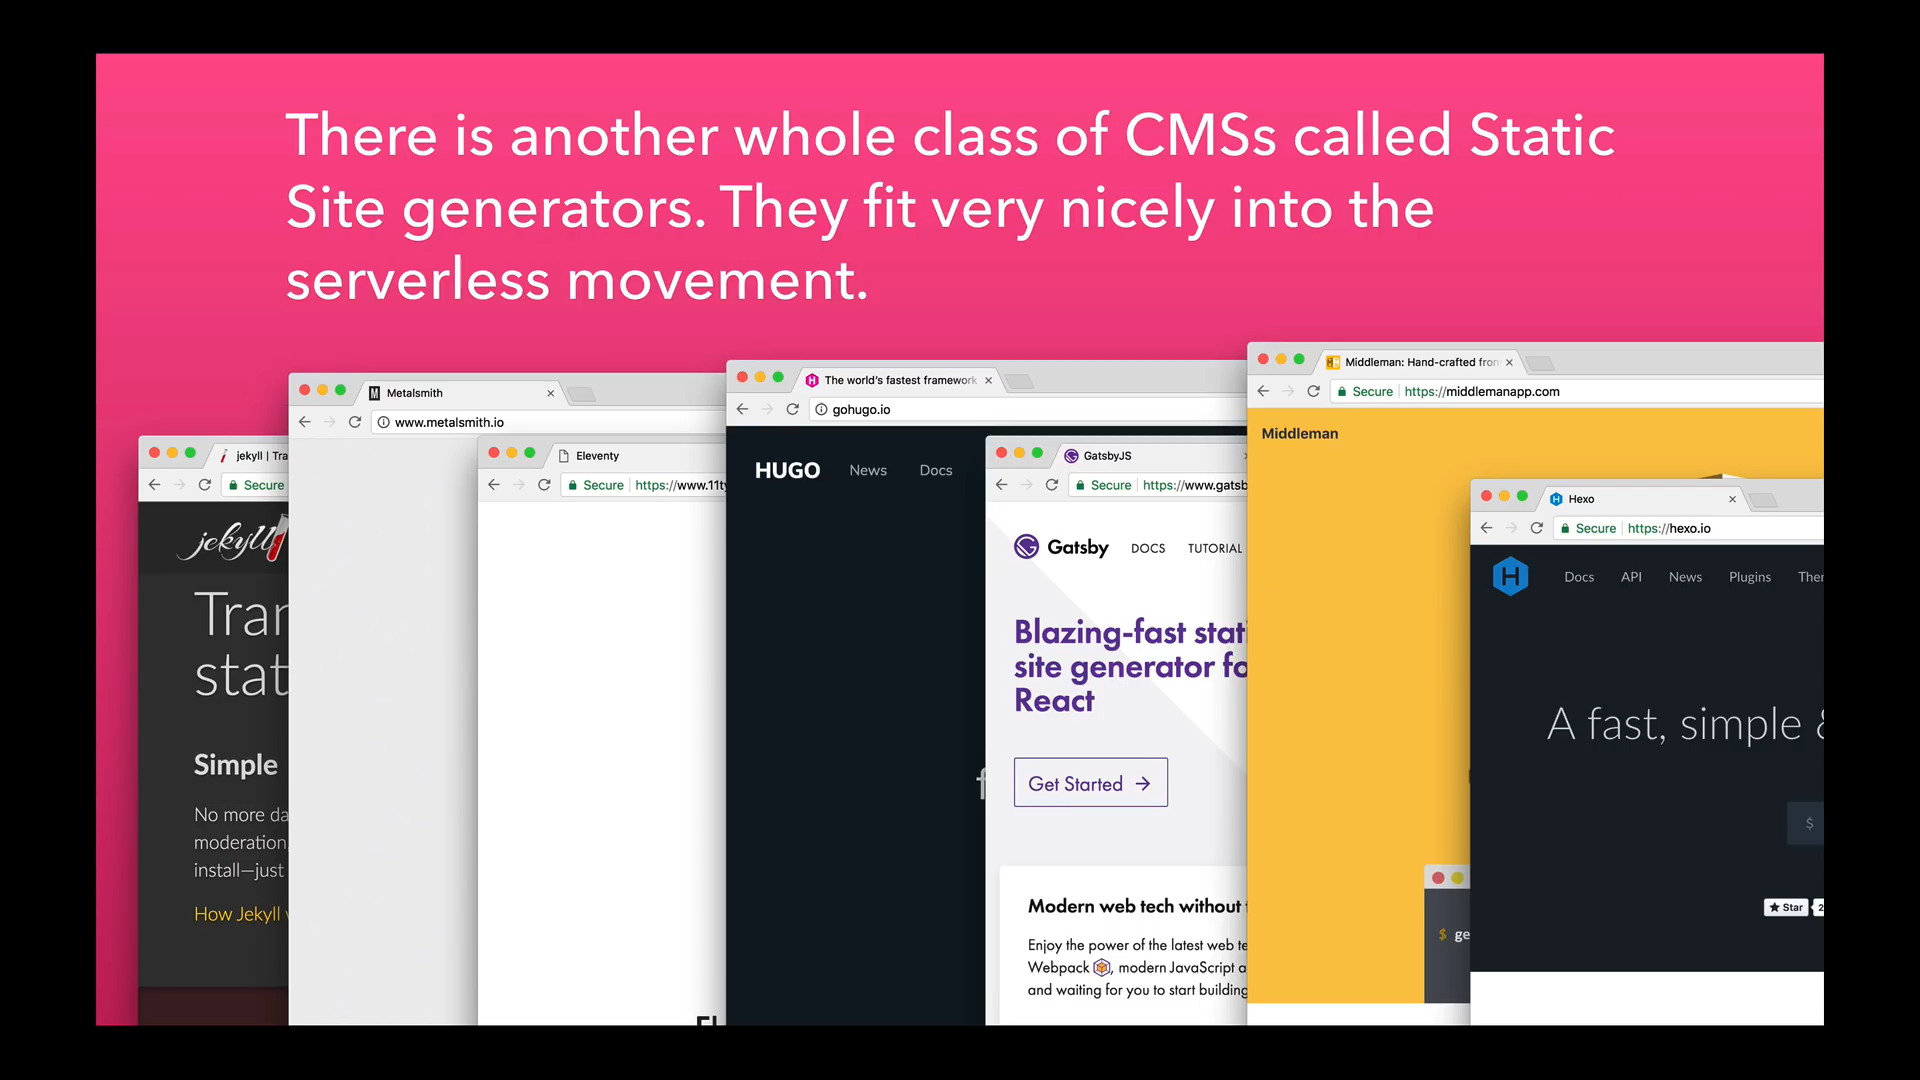 There is another whole class of CMSs called Static
Site generators. They fit very nicely into the
serverless movement.
jekyll | Tra
Secure
jekyll
Simple
No more da
moderation,
install—just
How Jekyll
Metalsmith
www.metalsmith.io
Eleventy
Secure https://www.11ty
The world's fastest framework
gohugo.io
HUGO News Docs
GatsbyJS
Secure https://www.gatsb
Gatsby DOCS TUTORIAL
Blazing-fast stati
site generator fo
React
Get Started →
Modern web tech without
Enjoy the power of the latest web te
Webpack , modern JavaScript a
and waiting for you to start building
Middleman: Hand-crafted fron
Secure https://middlemanapp.com
Middleman
$ ge
Hexo
Secure https://hexo.io
Docs API News Plugins Ther
A fast, simple &
$
Star 2